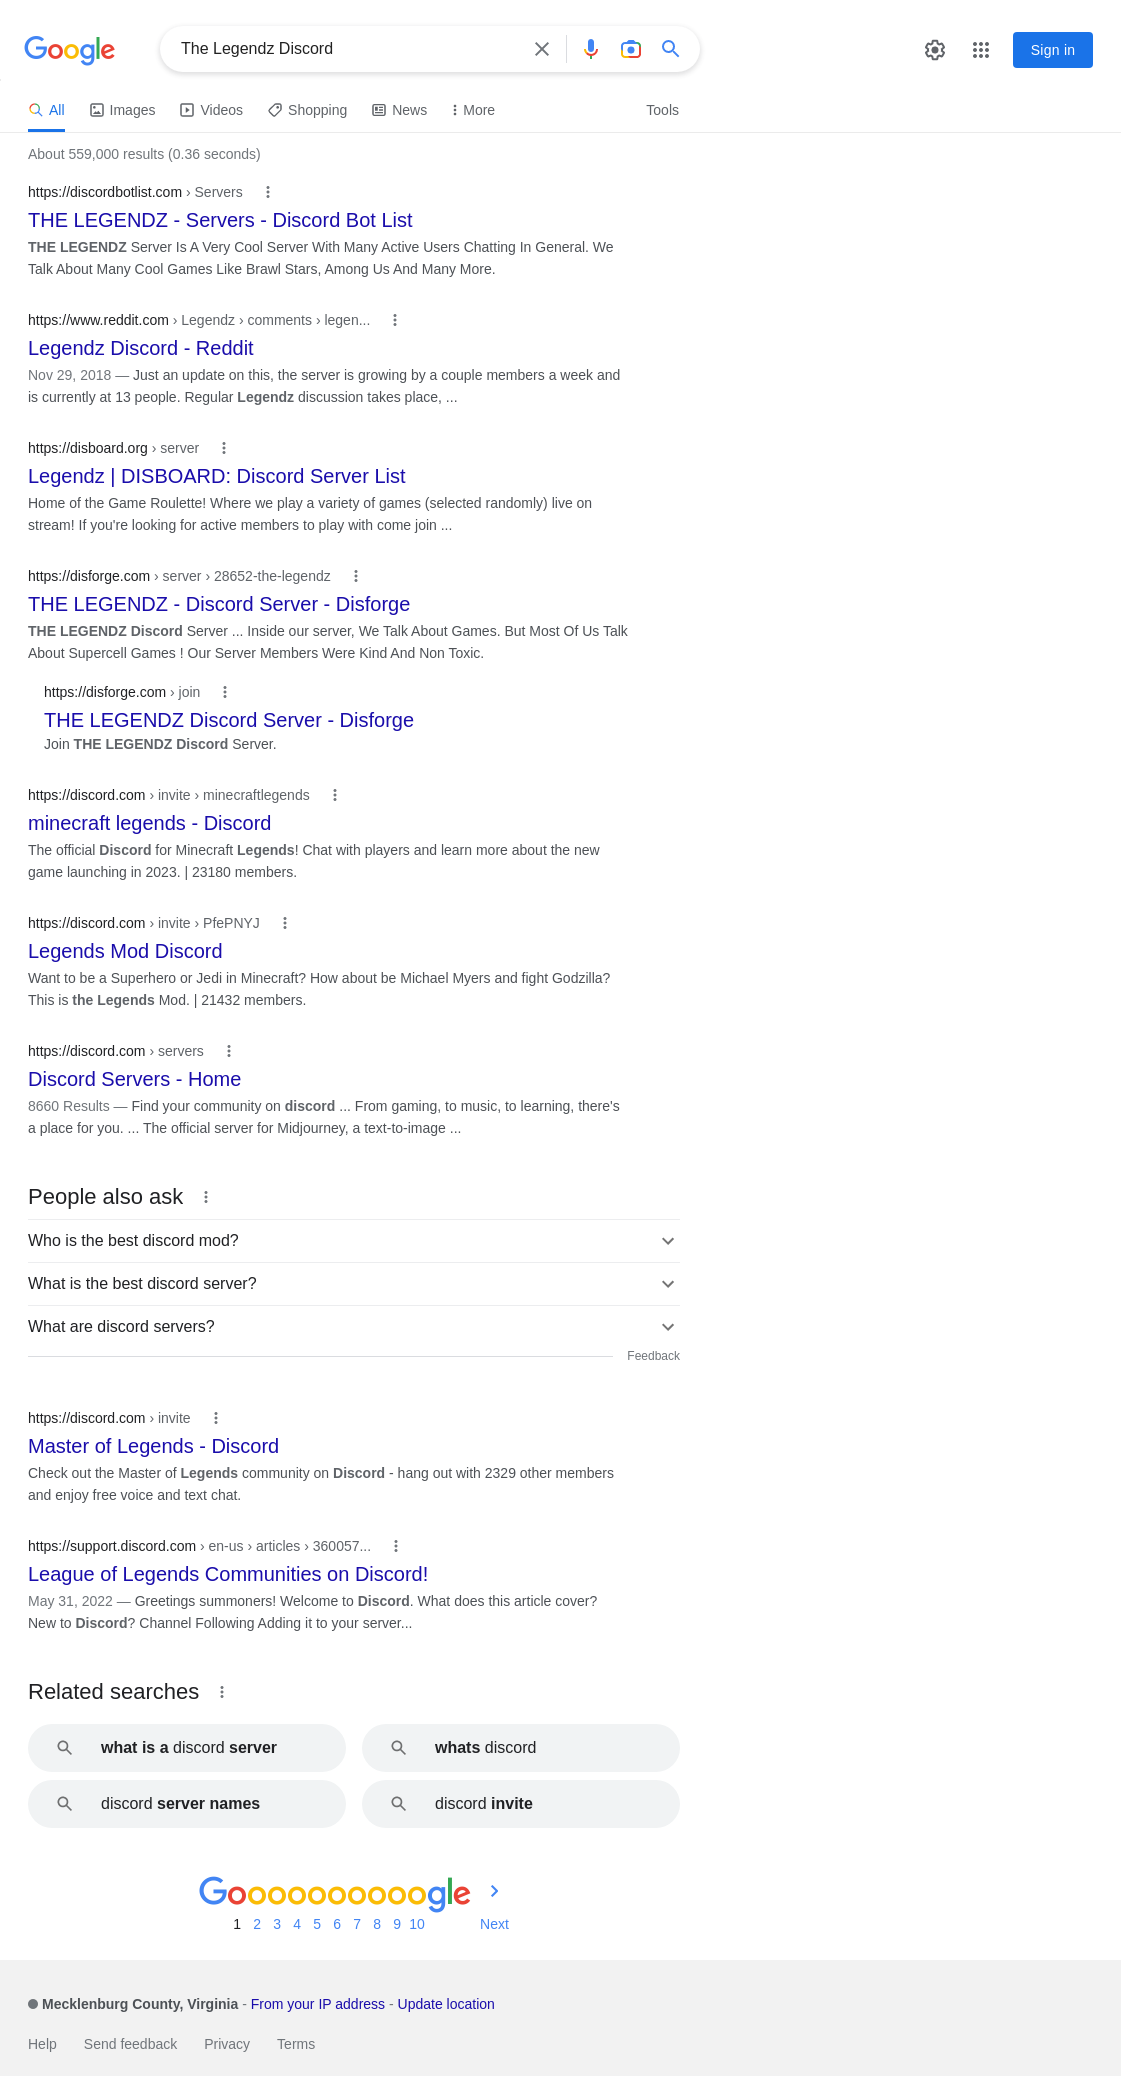 Google
The Legendz Discord
Sign in
All Images Videos Shopping News More Tools
About 559,000 results (0.36 seconds)
https://discordbotlist.com › Servers
THE LEGENDZ - Servers - Discord Bot List
THE LEGENDZ Server Is A Very Cool Server With Many Active Users Chatting In General. We
Talk About Many Cool Games Like Brawl Stars, Among Us And Many More.
https://www.reddit.com › Legendz › comments › legen...
Legendz Discord - Reddit
Nov 29, 2018 — Just an update on this, the server is growing by a couple members a week and
is currently at 13 people. Regular Legendz discussion takes place, ...
https://disboard.org › server
Legendz | DISBOARD: Discord Server List
Home of the Game Roulette! Where we play a variety of games (selected randomly) live on
stream! If you're looking for active members to play with come join ...
https://disforge.com › server › 28652-the-legendz
THE LEGENDZ - Discord Server - Disforge
THE LEGENDZ Discord Server ... Inside our server, We Talk About Games. But Most Of Us Talk
About Supercell Games ! Our Server Members Were Kind And Non Toxic.
https://disforge.com › join
THE LEGENDZ Discord Server - Disforge
Join THE LEGENDZ Discord Server.
https://discord.com › invite › minecraftlegends
minecraft legends - Discord
The official Discord for Minecraft Legends! Chat with players and learn more about the new
game launching in 2023. | 23180 members.
https://discord.com › invite › PfePNYJ
Legends Mod Discord
Want to be a Superhero or Jedi in Minecraft? How about be Michael Myers and fight Godzilla?
This is the Legends Mod. | 21432 members.
https://discord.com › servers
Discord Servers - Home
8660 Results — Find your community on discord ... From gaming, to music, to learning, there's
a place for you. ... The official server for Midjourney, a text-to-image ...
People also ask
Who is the best discord mod?
What is the best discord server?
What are discord servers?
Feedback
https://discord.com › invite
Master of Legends - Discord
Check out the Master of Legends community on Discord - hang out with 2329 other members
and enjoy free voice and text chat.
https://support.discord.com › en-us › articles › 360057...
League of Legends Communities on Discord!
May 31, 2022 — Greetings summoners! Welcome to Discord. What does this article cover?
New to Discord? Channel Following Adding it to your server...
Related searches
what is a discord server
whats discord
discord server names
discord invite
Goooooooooogle
1 2 3 4 5 6 7 8 9 10 Next
Mecklenburg County, Virginia - From your IP address - Update location
Help Send feedback Privacy Terms